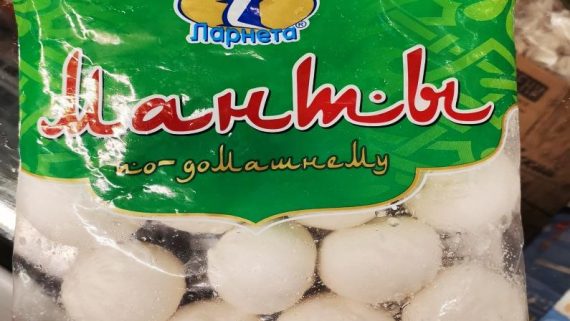 Ларнета®
Манты
по-домашнему